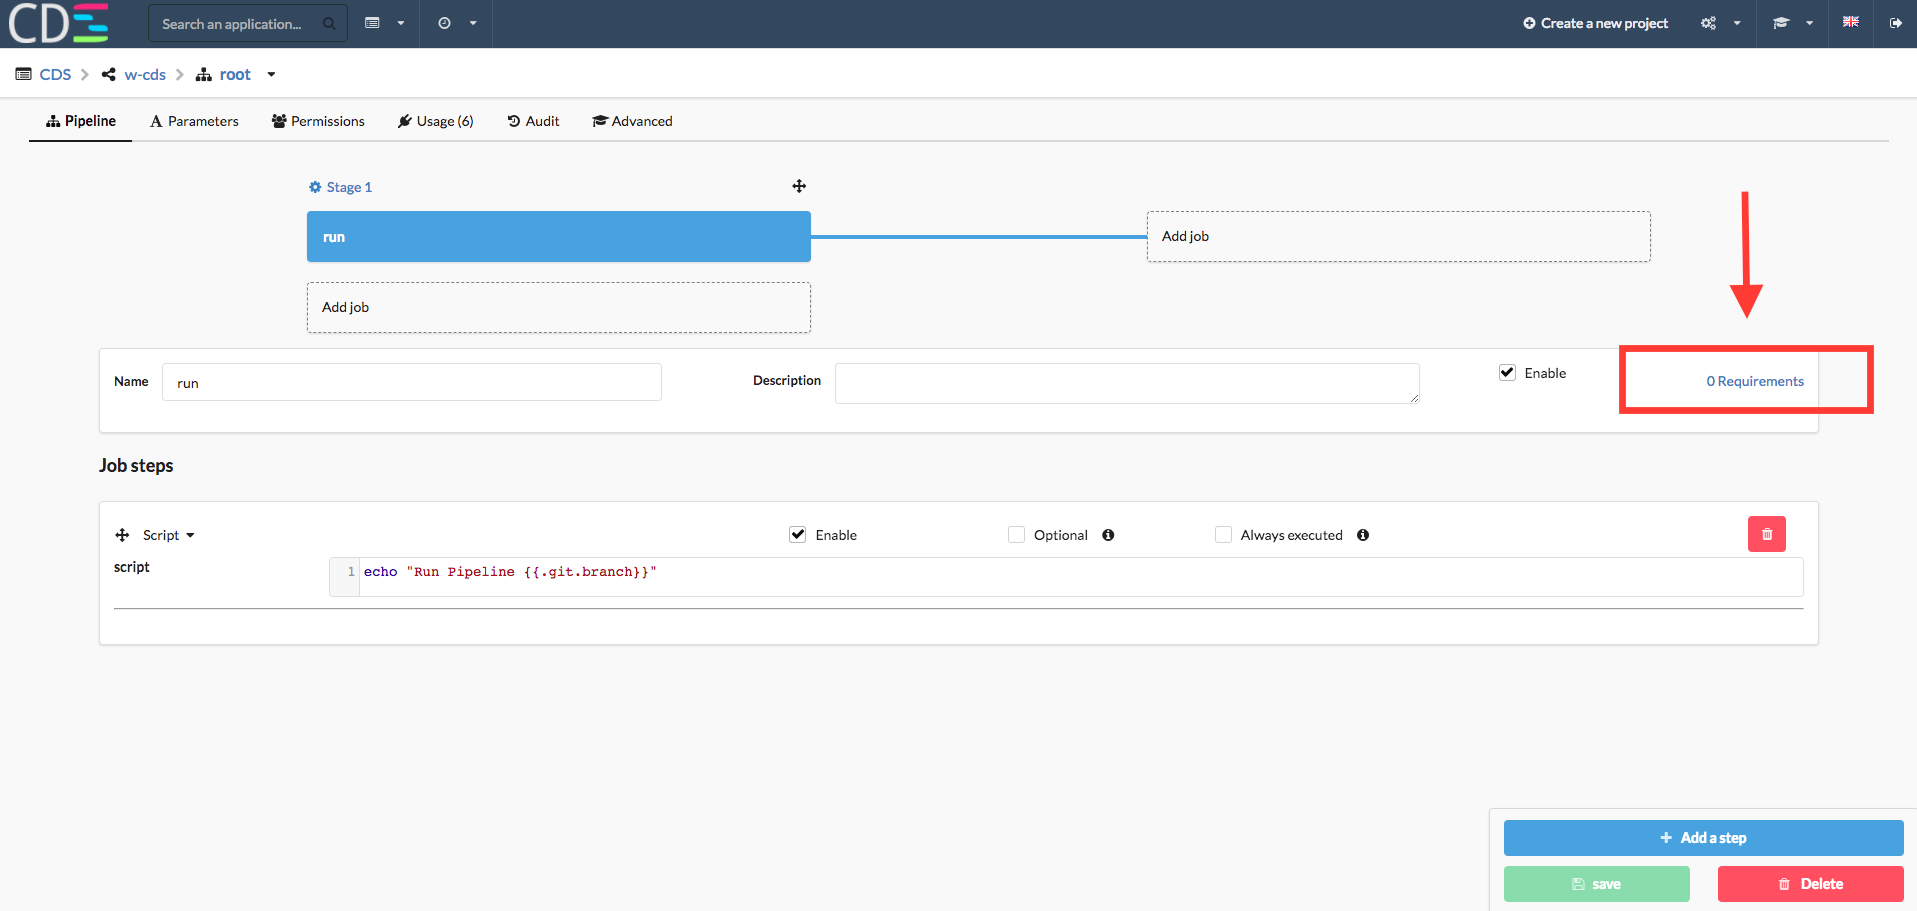 CDS
Search an application...
Create a new project
CDS
w-cds
root
Pipeline
Parameters
Permissions
Usage (6)
Audit
Advanced
Stage 1
run
Add job
Add job
Name
run
Description
Enable
0 Requirements
Job steps
Script
Enable
Optional
Always executed
script
1
echo "Run Pipeline {{.git.branch}}"
Add a step
save
Delete